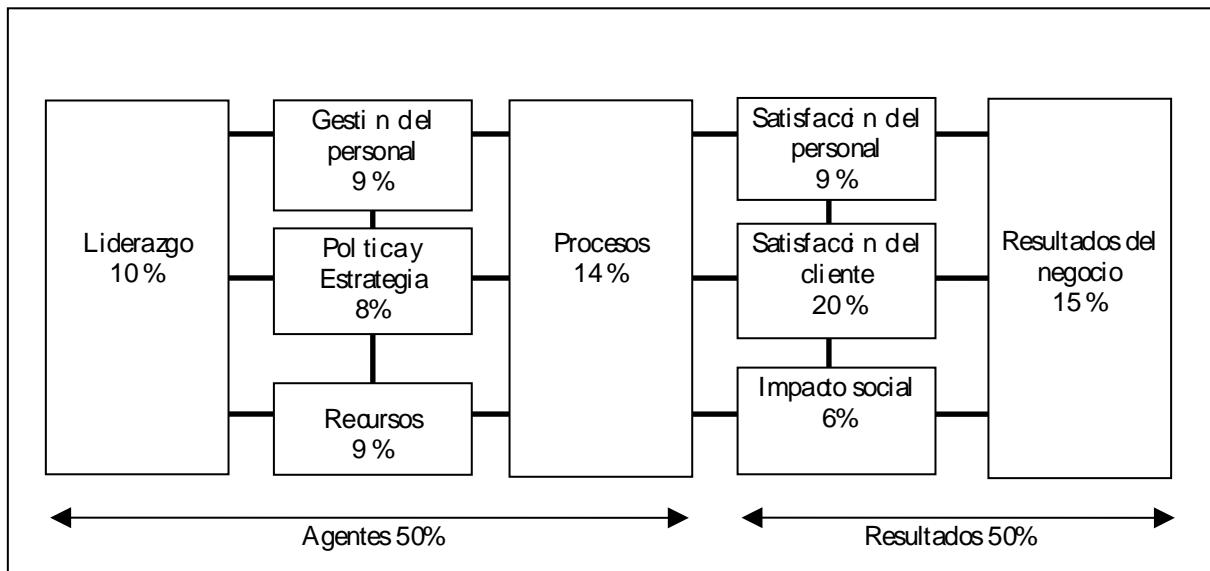 Liderazgo
10 %
Gesti n del
personal
9 %
Pol tica y
Estrategia
8%
Recursos
9 %
Procesos
14 %
Satisfacci n del
personal
9 %
Satisfacci n del
cliente
20 %
Impacto social
6%
Resultados del
negocio
15 %
Agentes 50%
Resultados 50%